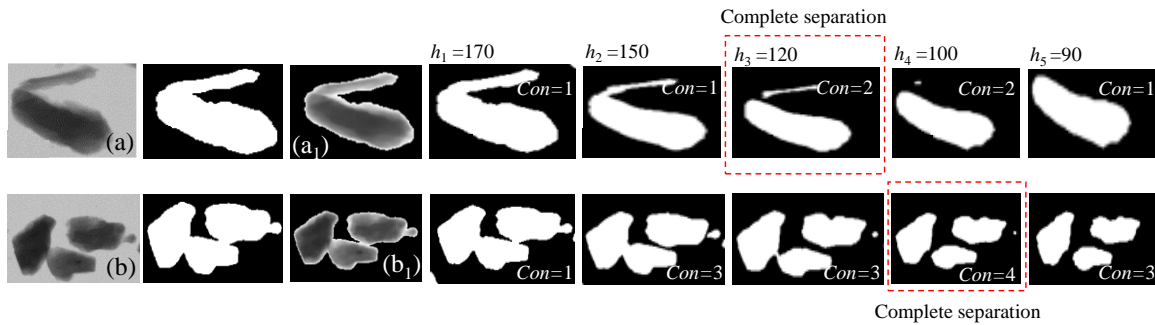 Complete separation
h₁ =170
h₂ =150
h₃ =120
h₄ =100
h₅ =90
(a)
(a₁)
Con=1
Con=1
Con=2
Con=2
Con=1
(b)
(b₁)
Con=1
Con=3
Con=3
Con=4
Con=3
Complete separation